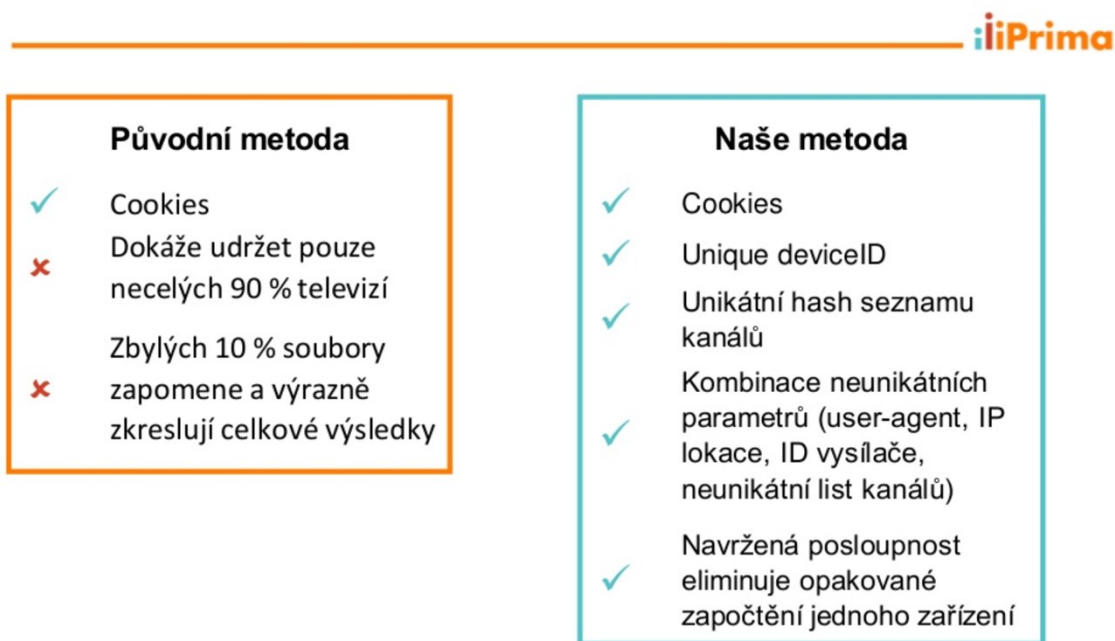 iPrima
Původní metoda
Cookies
Dokáže udržet pouze
necelých 90 % televizí
Zbylých 10 % soubory
zapomene a výrazně
zkreslují celkové výsledky
Naše metoda
Cookies
Unique deviceID
Unikátní hash seznamu
kanálů
Kombinace neunikátních
parametrů (user-agent, IP
lokace, ID vysílače,
neunikátní list kanálů)
Navržená posloupnost
eliminuje opakované
započtění jednoho zařízení